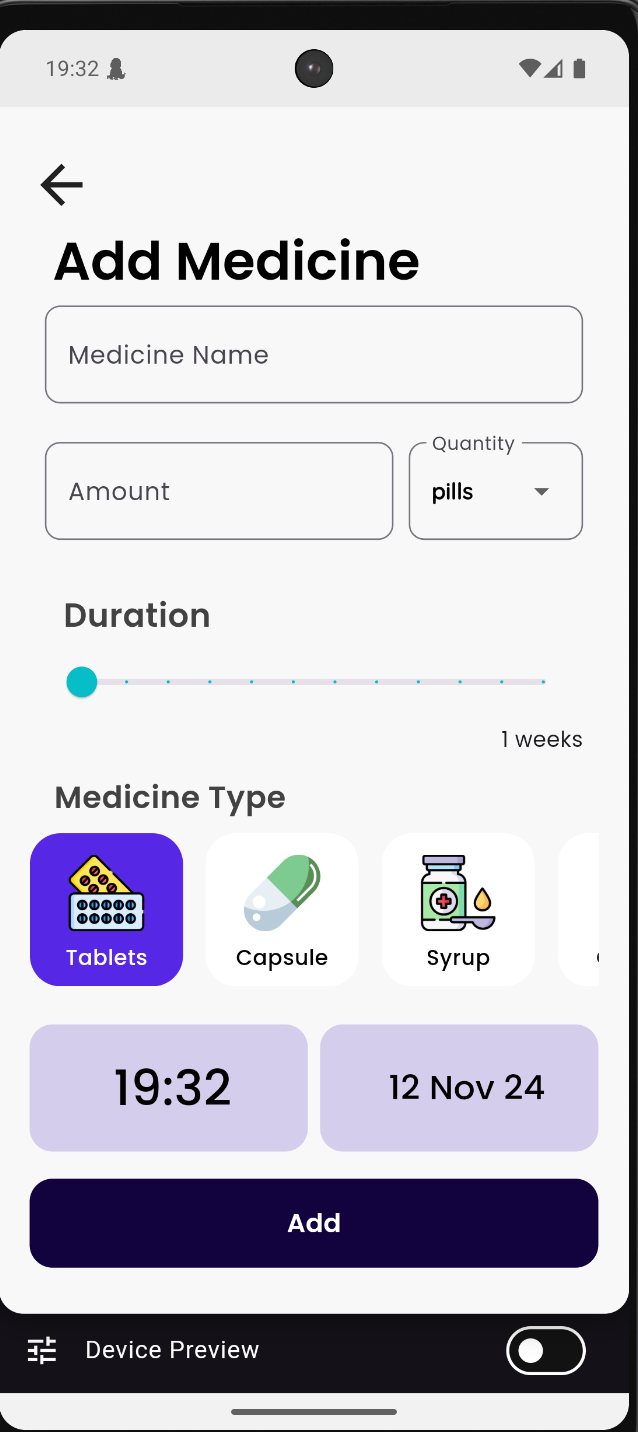 19:32
Add Medicine
Medicine Name
Quantity
Amount
pills
Duration
1 weeks
Medicine Type
Tablets
Capsule
Syrup
19:32
12 Nov 24
Add
Device Preview